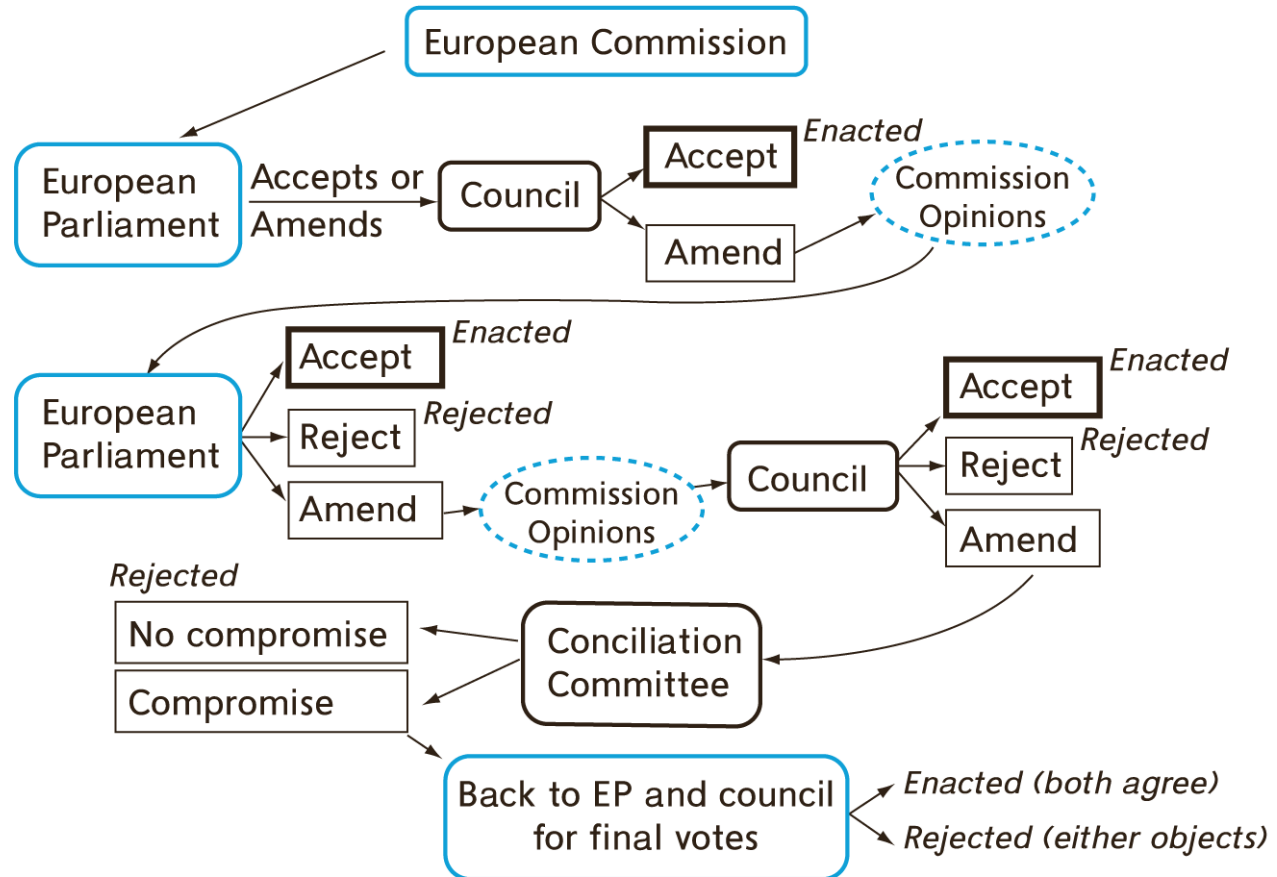 European Commission
European
Parliament
Accepts or
Amends
Council
Accept
Enacted
Amend
Commission
Opinions
European
Parliament
Accept
Enacted
Reject
Rejected
Amend
Commission
Opinions
Council
Accept
Enacted
Reject
Rejected
Amend
Conciliation
Committee
Rejected
No compromise
Compromise
Back to EP and council
for final votes
Enacted (both agree)
Rejected (either objects)